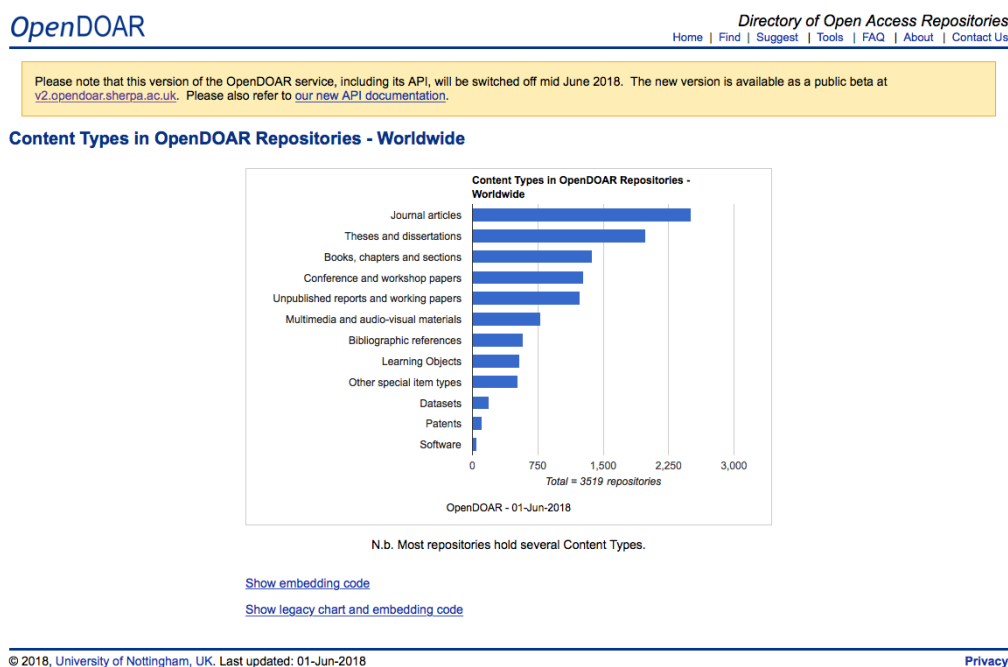 OpenDOAR
Directory of Open Access Repositories
Home | Find | Suggest | Tools | FAQ | About | Contact Us
Please note that this version of the OpenDOAR service, including its API, will be switched off mid June 2018. The new version is available as a public beta at
v2.opendoar.sherpa.ac.uk. Please also refer to our new API documentation.
Content Types in OpenDOAR Repositories - Worldwide
Content Types in OpenDOAR Repositories -
Worldwide
Journal articles
Theses and dissertations
Books, chapters and sections
Conference and workshop papers
Unpublished reports and working papers
Multimedia and audio-visual materials
Bibliographic references
Learning Objects
Other special item types
Datasets
Patents
Software
0 750 1,500 2,250 3,000
Total = 3519 repositories
OpenDOAR - 01-Jun-2018
N.b. Most repositories hold several Content Types.
Show embedding code
Show legacy chart and embedding code
© 2018, University of Nottingham, UK. Last updated: 01-Jun-2018
Privacy